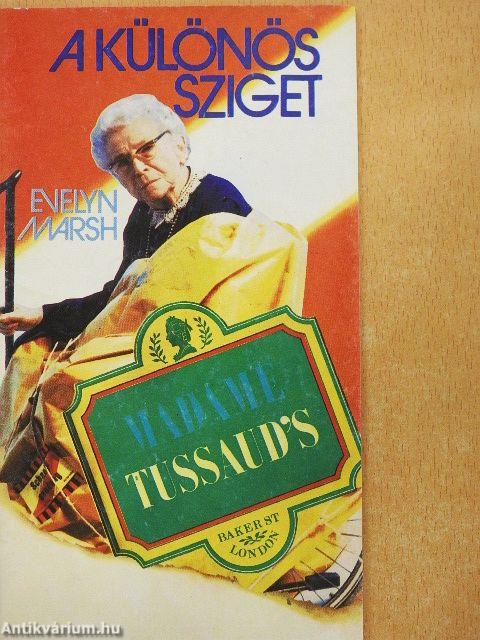 A KÜLÖNÖS
SZIGET
EVELYN
MARSH
MADAME
TUSSAUD'S
BAKER ST
LONDON
Antikvárium.hu